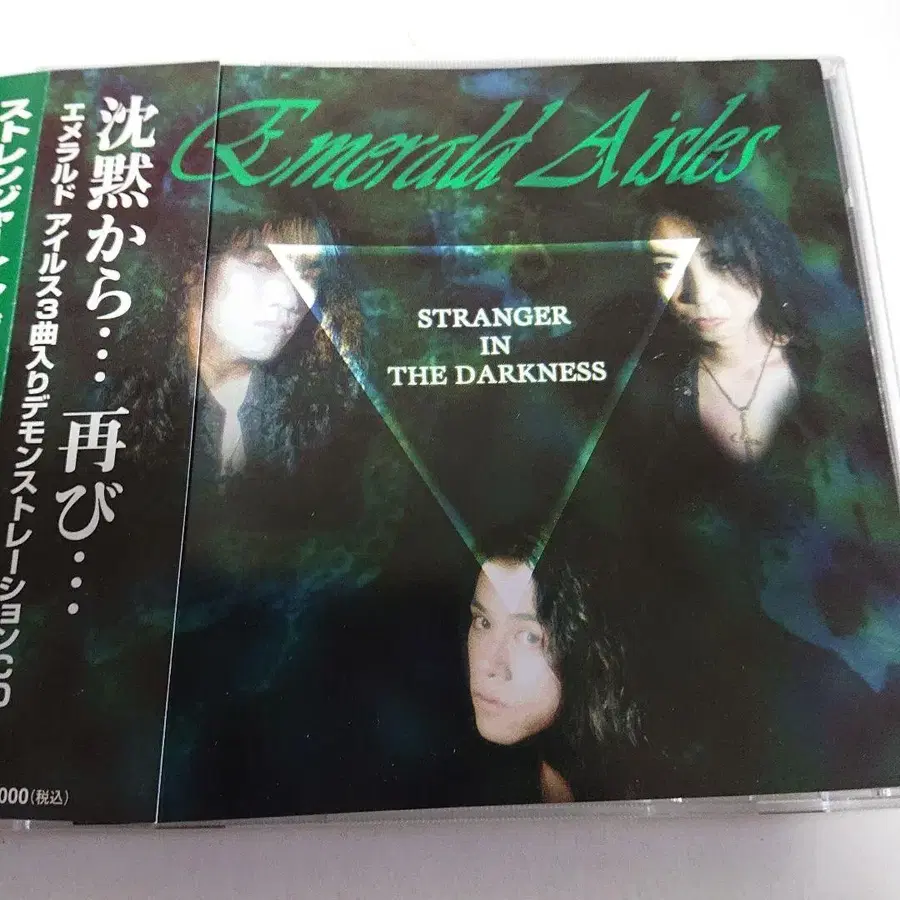 ストレンジャー
沈黙から・・・再び・・・
エメラルド アイルス3曲入りデモンストレーションCD
000(税込)
Emerald Aisles
STRANGER
IN
THE DARKNESS